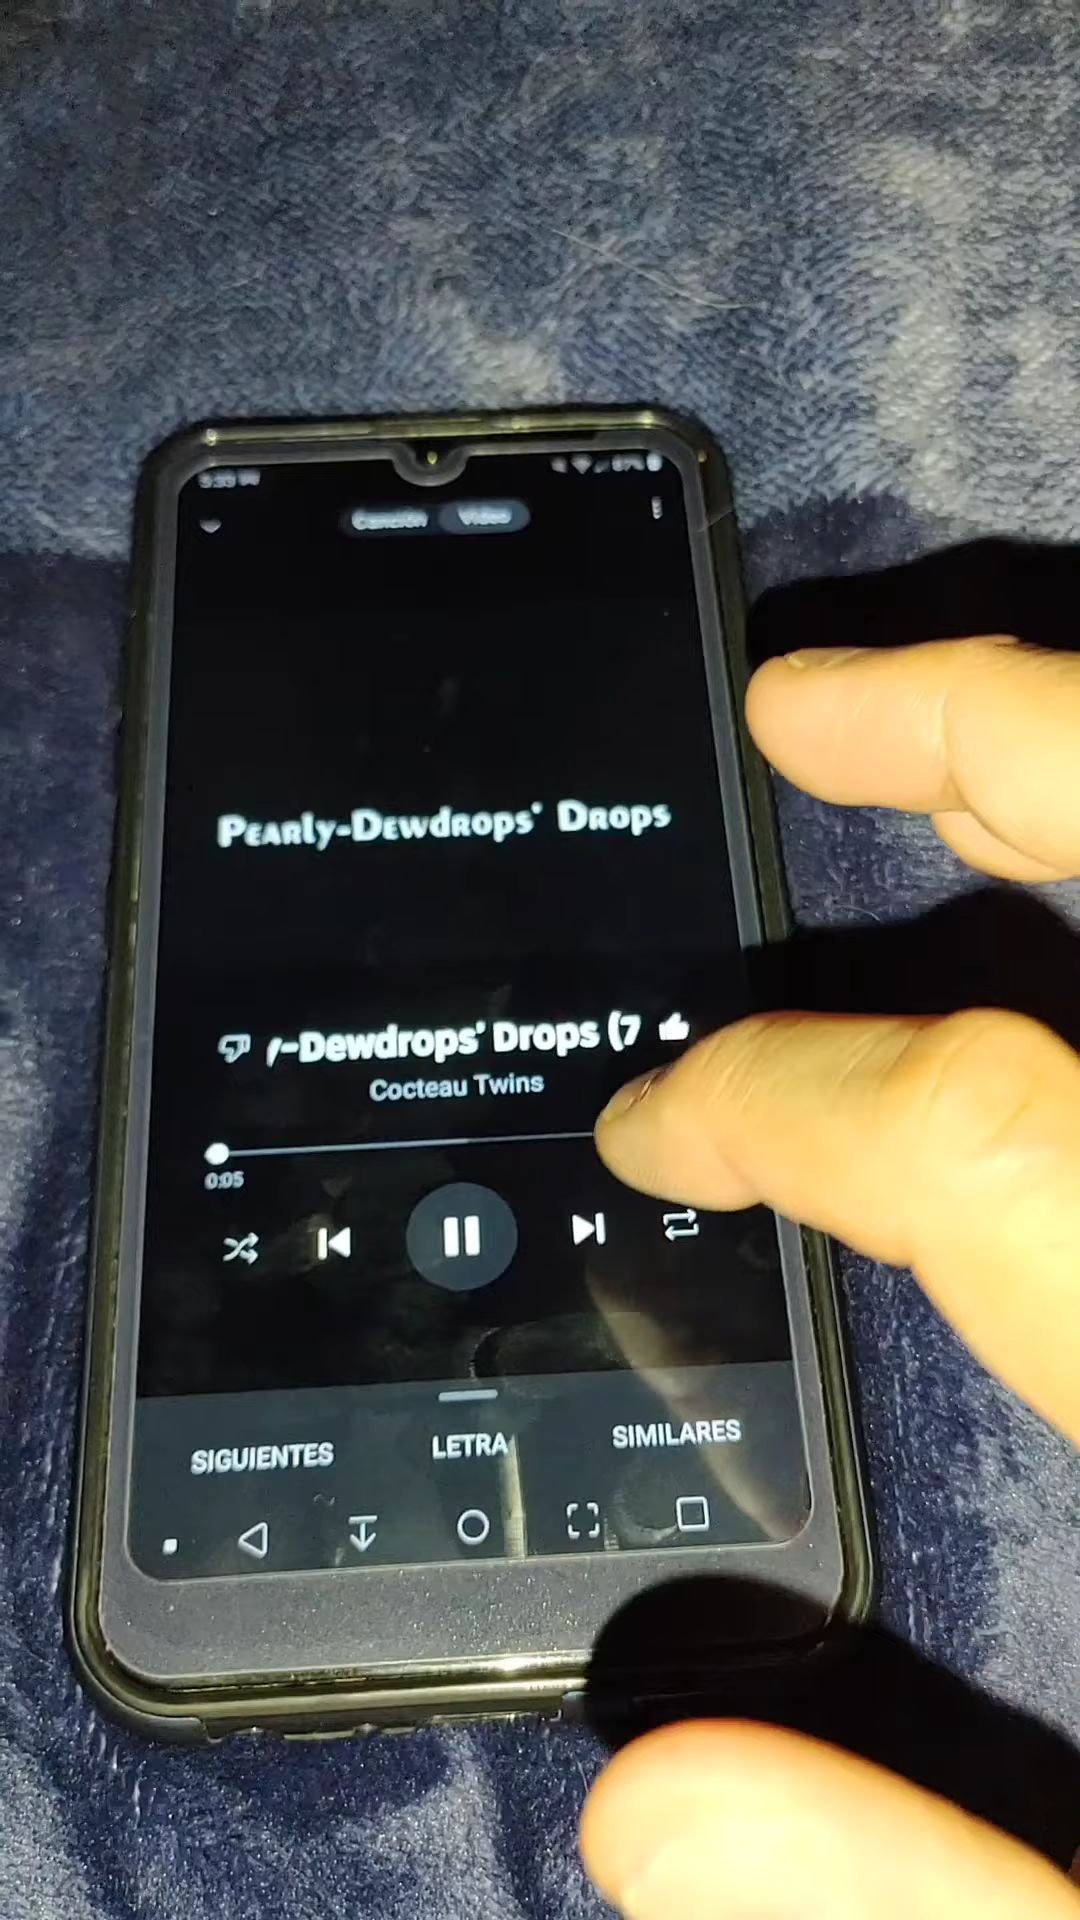 Canción Video
Pearly-Dewdrops' Drops
y-Dewdrops' Drops (7
Cocteau Twins
0:05
SIGUIENTES LETRA SIMILARES